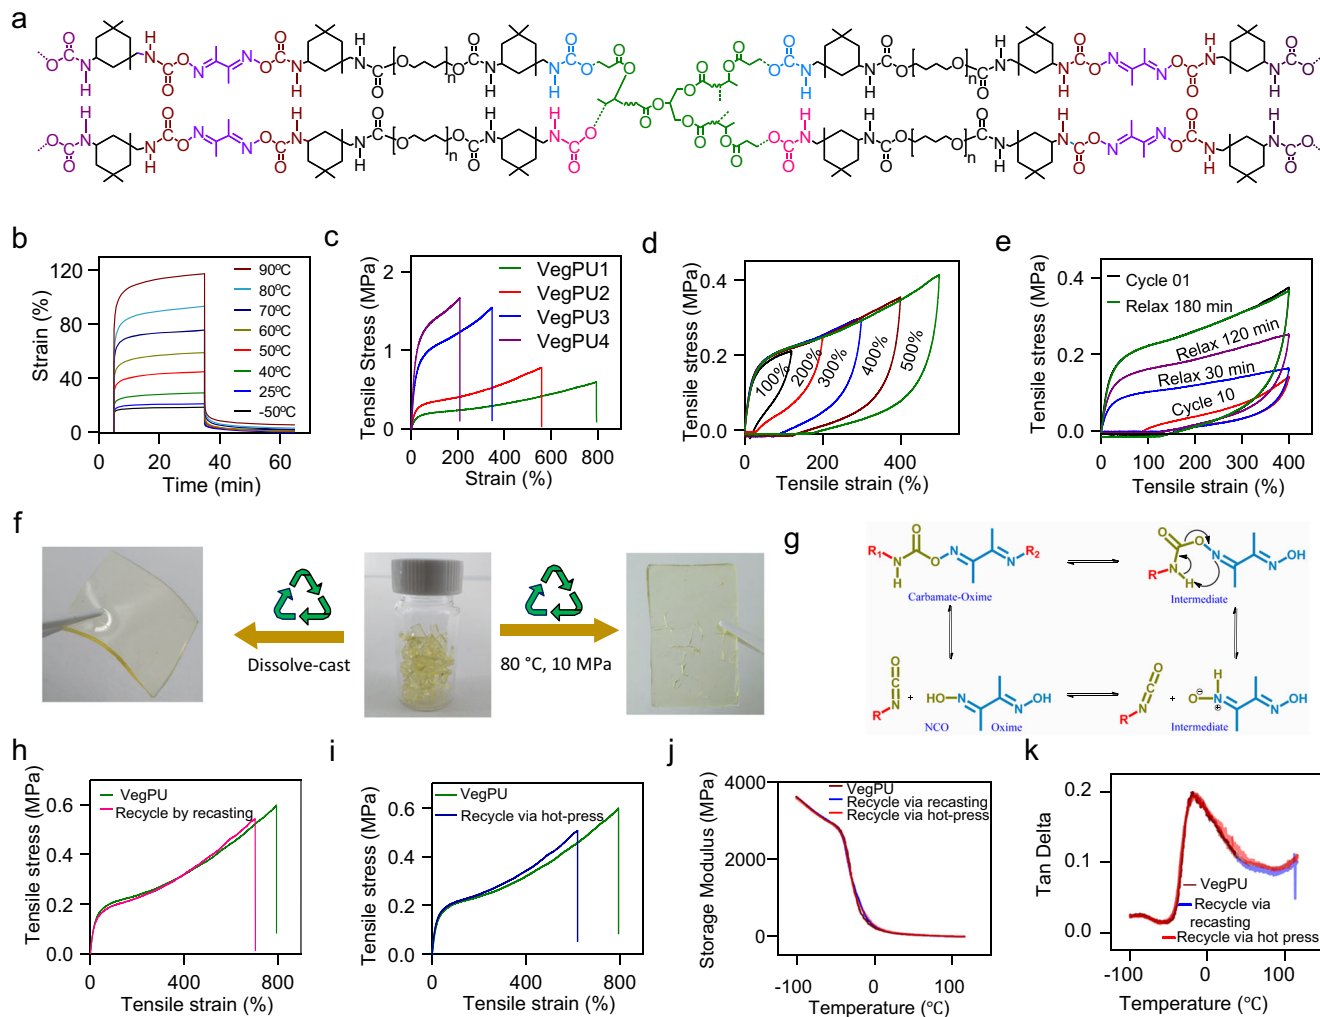 a
b
Strain (%)
120
80
40
0
0
20
40
60
Time (min)
90ºC
80ºC
70ºC
60ºC
50ºC
40ºC
25ºC
-50ºC
c
Tensile Stress (MPa)
2
1
0
0
200
400
600
800
Strain (%)
VegPU1
VegPU2
VegPU3
VegPU4
d
Tensile stress (MPa)
0.4
0.2
0.0
0
200
400
Tensile strain (%)
100%
200%
300%
400%
500%
e
Tensile stress (MPa)
0.4
0.2
0.0
0
100
200
300
400
Tensile strain (%)
Cycle 01
Relax 180 min
Relax 120 min
Relax 30 min
Cycle 10
f
Dissolve-cast
80 °C, 10 MPa
g
R1
N
H
O
O
N
N
R2
Carbamate-Oxime
O
O
N
N
OH
R
N
H
Intermediate
O
C
N
R
+
HO
N
N
OH
NCO
Oxime
O
C
N
R
+
H
O
N
N
OH
Intermediate
h
Tensile stress (MPa)
0.6
0.4
0.2
0.0
0
400
800
Tensile strain (%)
VegPU
Recycle by recasting
i
Tensile stress (MPa)
0.6
0.4
0.2
0.0
0
200
400
600
800
Tensile strain (%)
VegPU
Recycle via hot-press
j
Storage Modulus (MPa)
4000
2000
0
-100
0
100
Temperature (°C)
VegPU
Recycle via recasting
Recycle via hot-press
k
Tan Delta
0.2
0.1
0.0
-100
0
100
Temperature (°C)
VegPU
Recycle via
recasting
Recycle via hot press